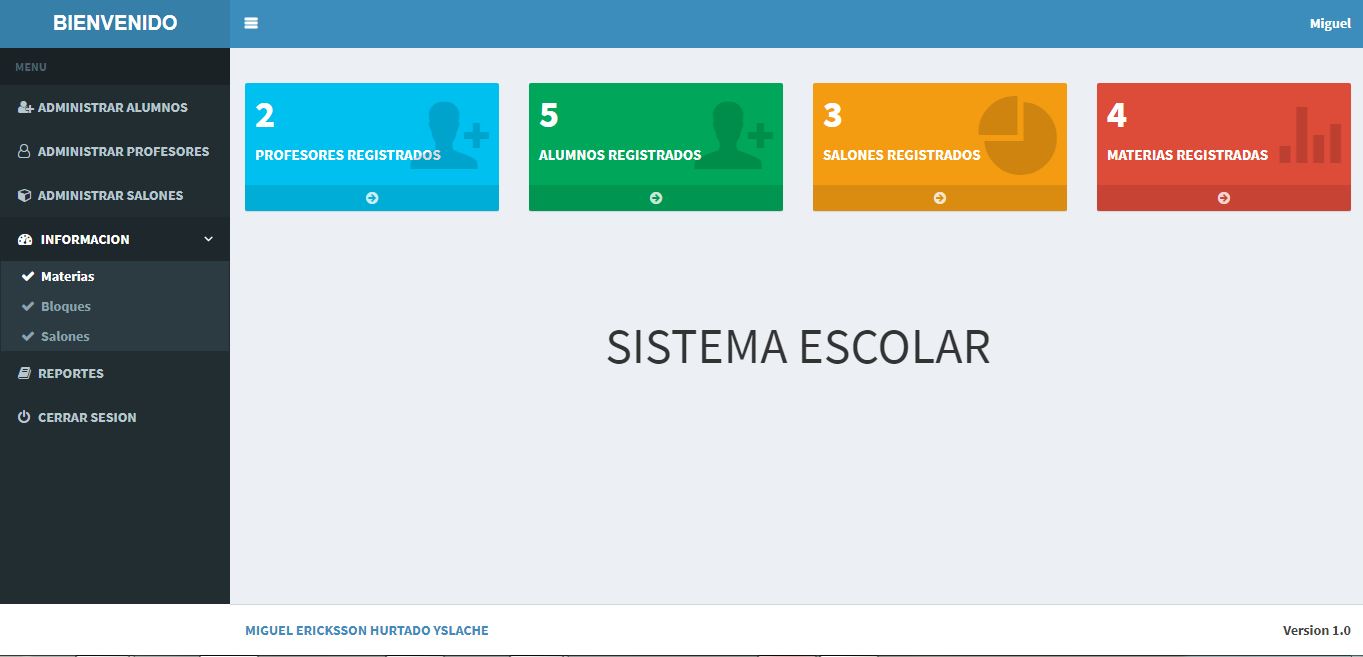 BIENVENIDO
Miguel
MENU
ADMINISTRAR ALUMNOS
ADMINISTRAR PROFESORES
ADMINISTRAR SALONES
INFORMACION
Materias
Bloques
Salones
REPORTES
CERRAR SESION
2
PROFESORES REGISTRADOS
5
ALUMNOS REGISTRADOS
3
SALONES REGISTRADOS
4
MATERIAS REGISTRADAS
SISTEMA ESCOLAR
MIGUEL ERICKSSON HURTADO YSLACHE
Version 1.0